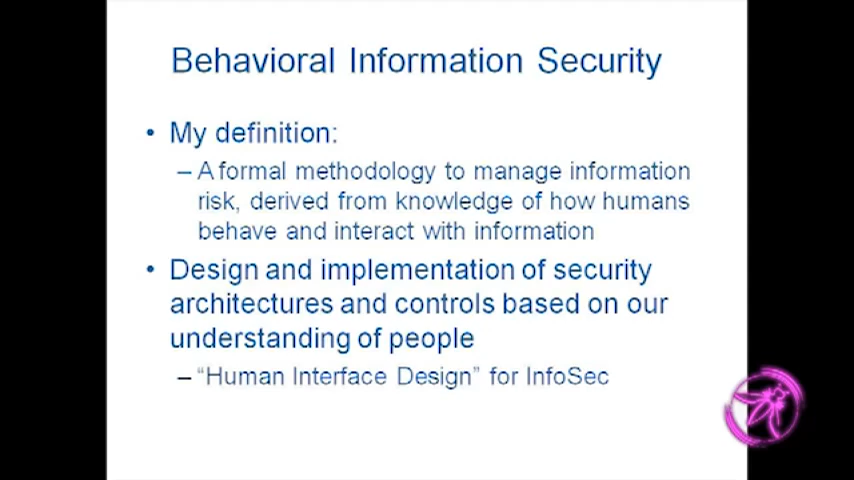 Behavioral Information Security
• My definition:
– A formal methodology to manage information
risk, derived from knowledge of how humans
behave and interact with information
• Design and implementation of security
architectures and controls based on our
understanding of people
– “Human Interface Design” for InfoSec